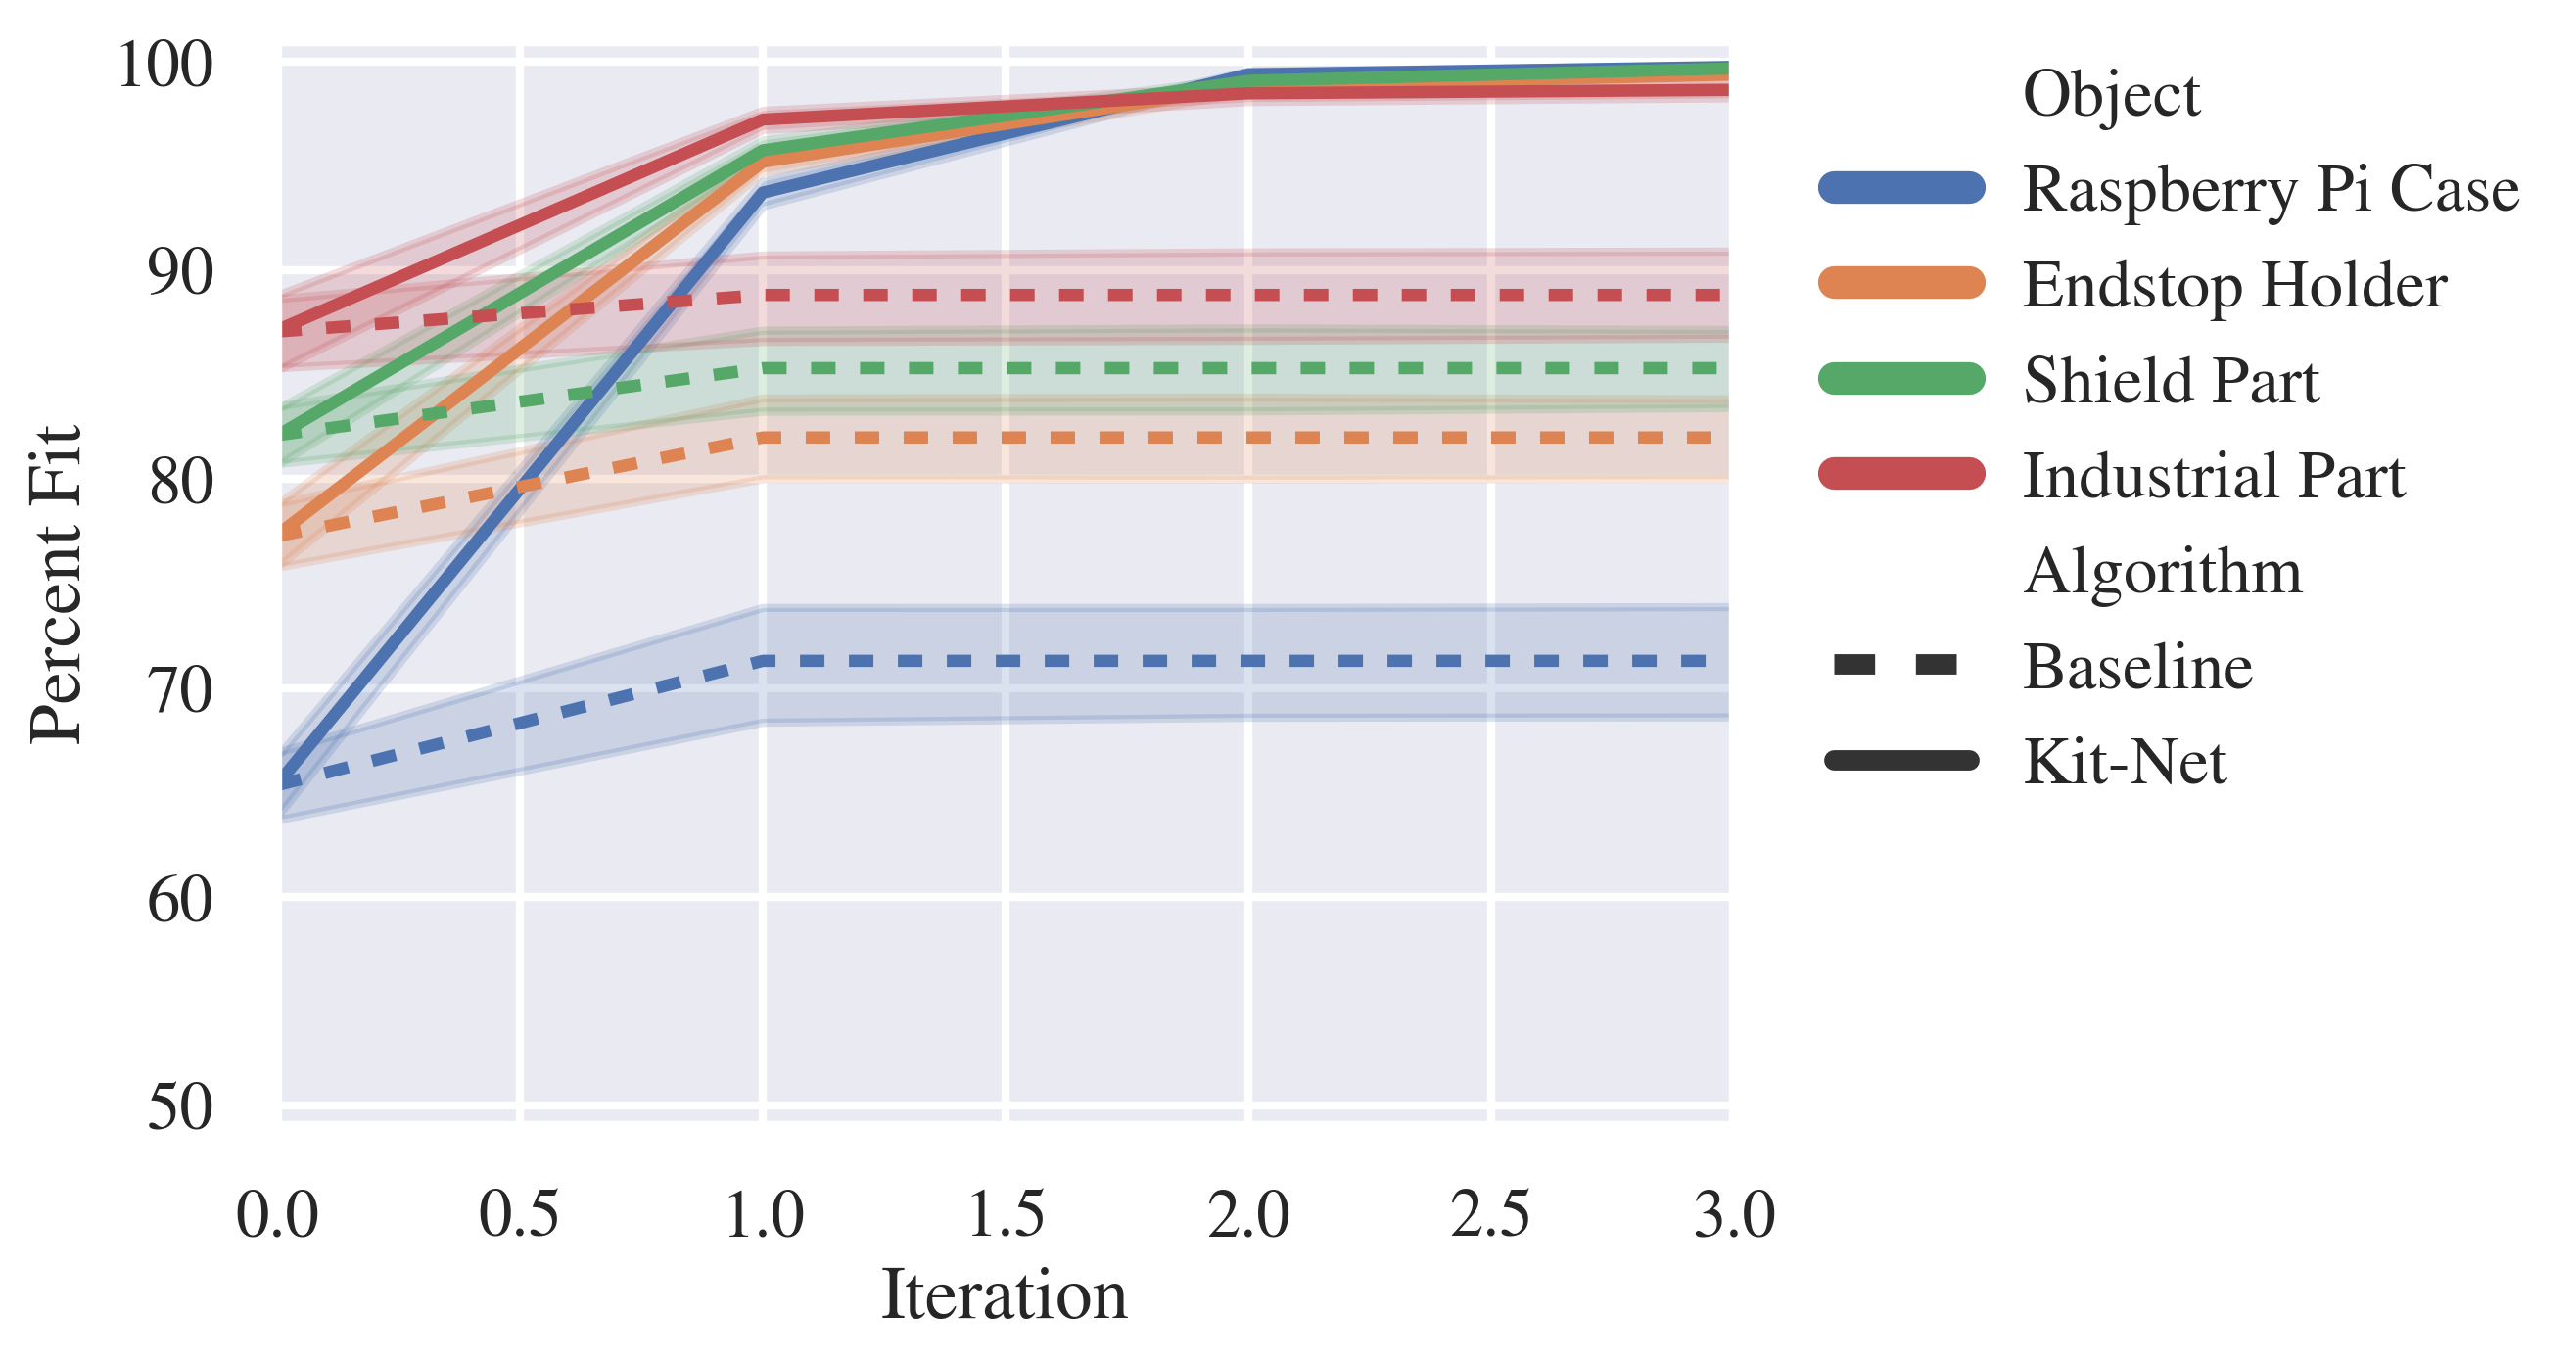 100
90
80
70
60
50
Percent Fit
0.0 0.5 1.0 1.5 2.0 2.5 3.0
Iteration
Object
Raspberry Pi Case
Endstop Holder
Shield Part
Industrial Part
Algorithm
Baseline
Kit-Net